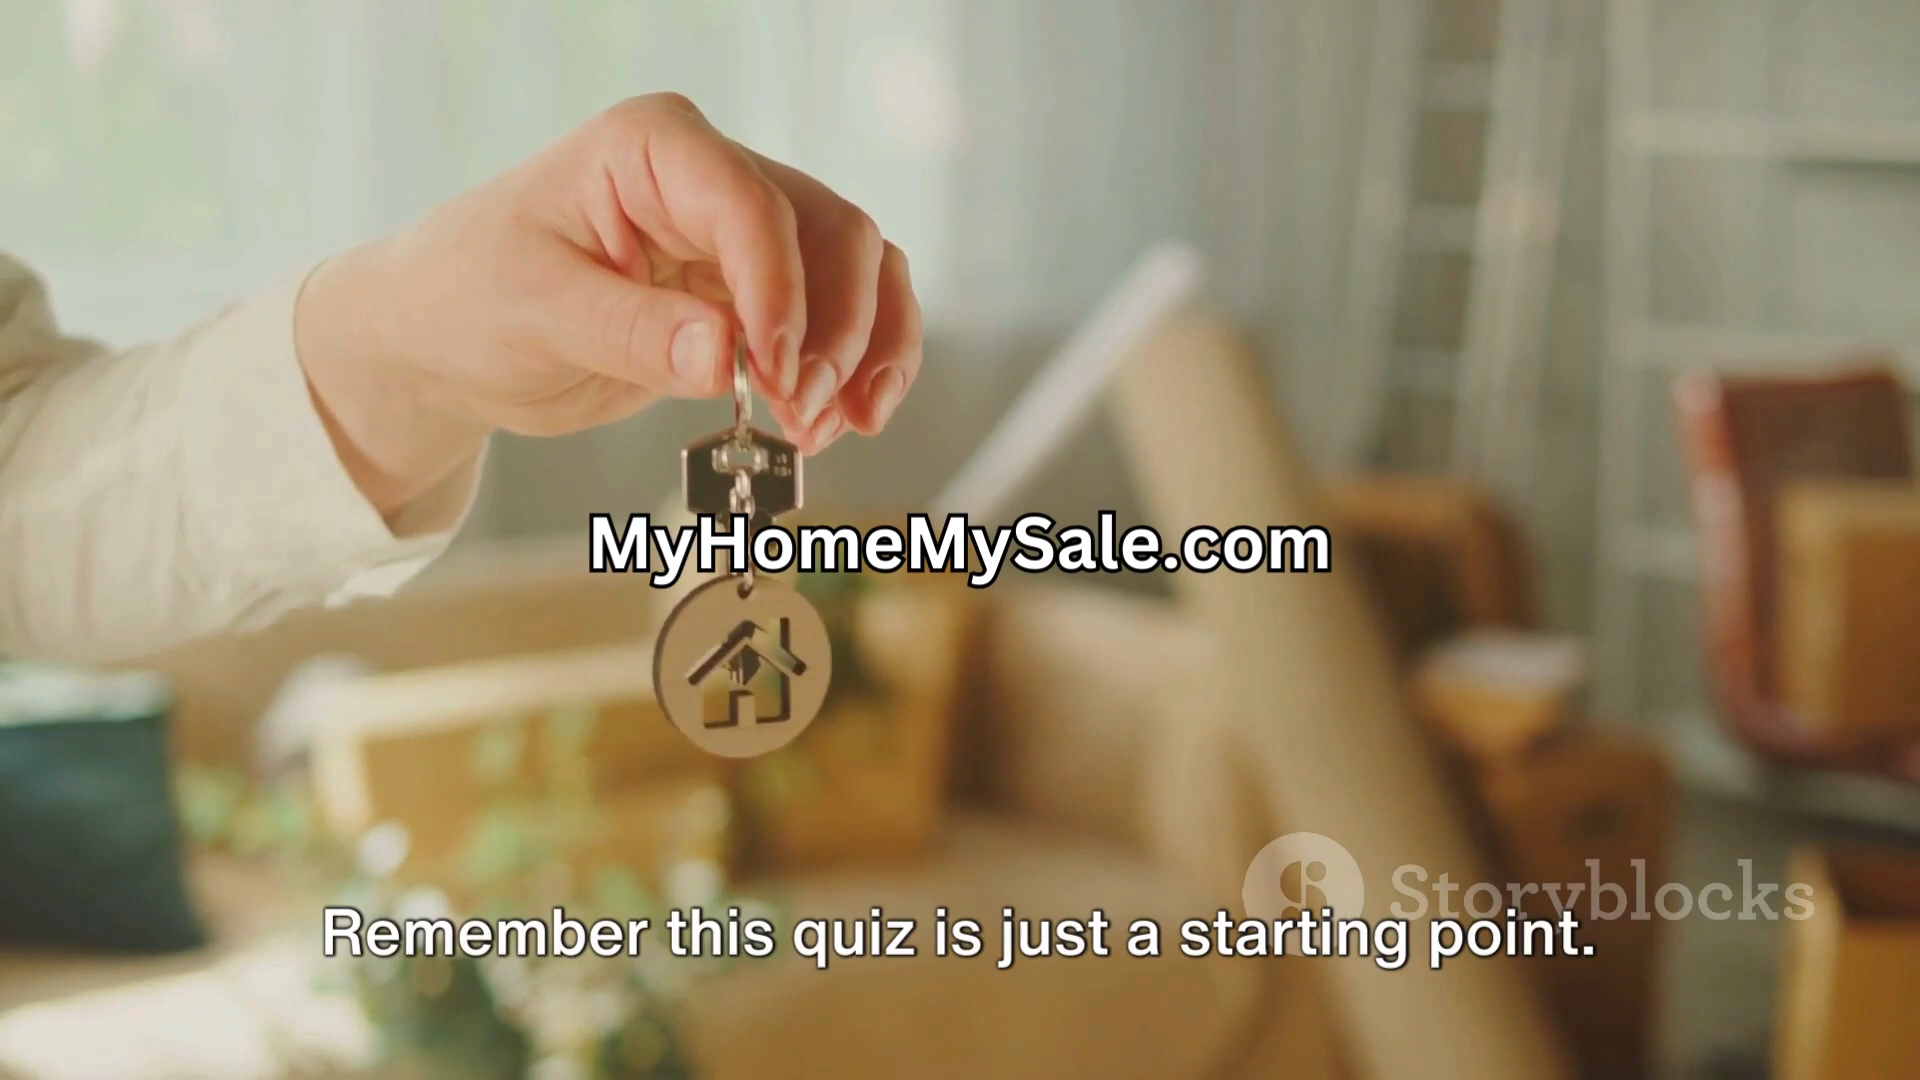 MyHomeMySale.com
Storyblocks
Remember this quiz is just a starting point.